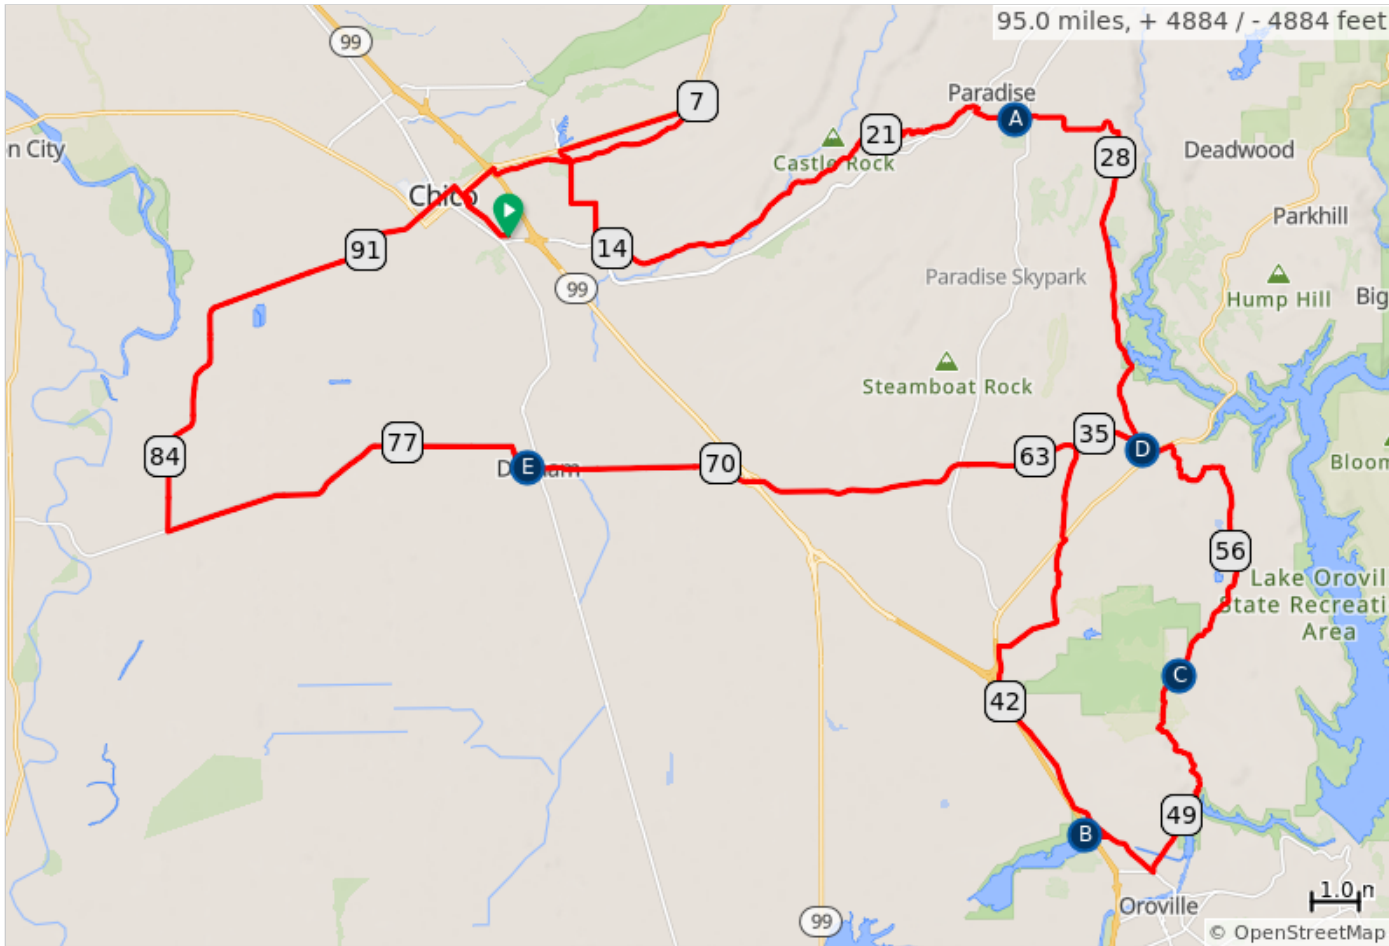 95.0 miles, + 4884 / - 4884 feet
99
7
Paradise
A
21
28
n City
Castle Rock
Deadwood
Chico
Parkhill
91
14
Paradise Skypark
99
Hump Hill
Big
Steamboat Rock
84
77
E
70
63
35
D
Bloom
56
Lake Orovil
State Recreati
Area
C
42
49
B
99
Oroville
1.0
© OpenStreetMap